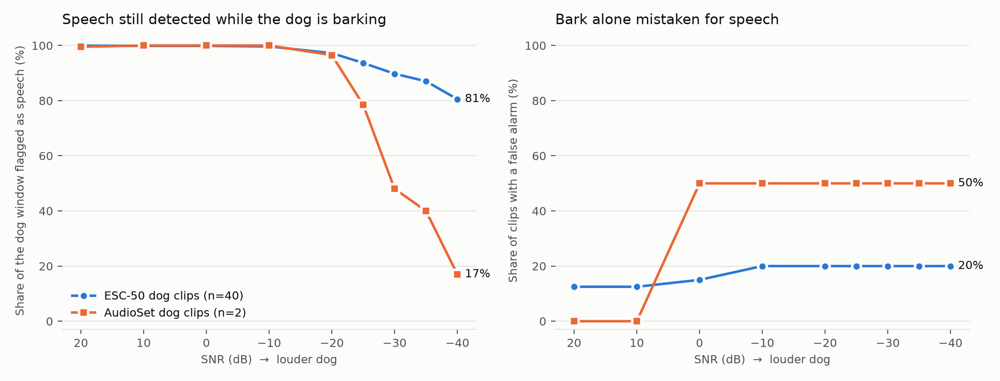 Speech still detected while the dog is barking
Share of the dog window flagged as speech (%)
100
80
60
40
20
0
81%
17%
ESC-50 dog clips (n=40)
AudioSet dog clips (n=2)
20 10 0 −10 −20 −30 −40
SNR (dB) → louder dog
Bark alone mistaken for speech
Share of clips with a false alarm (%)
100
80
60
40
20
0
50%
20%
20 10 0 −10 −20 −30 −40
SNR (dB) → louder dog